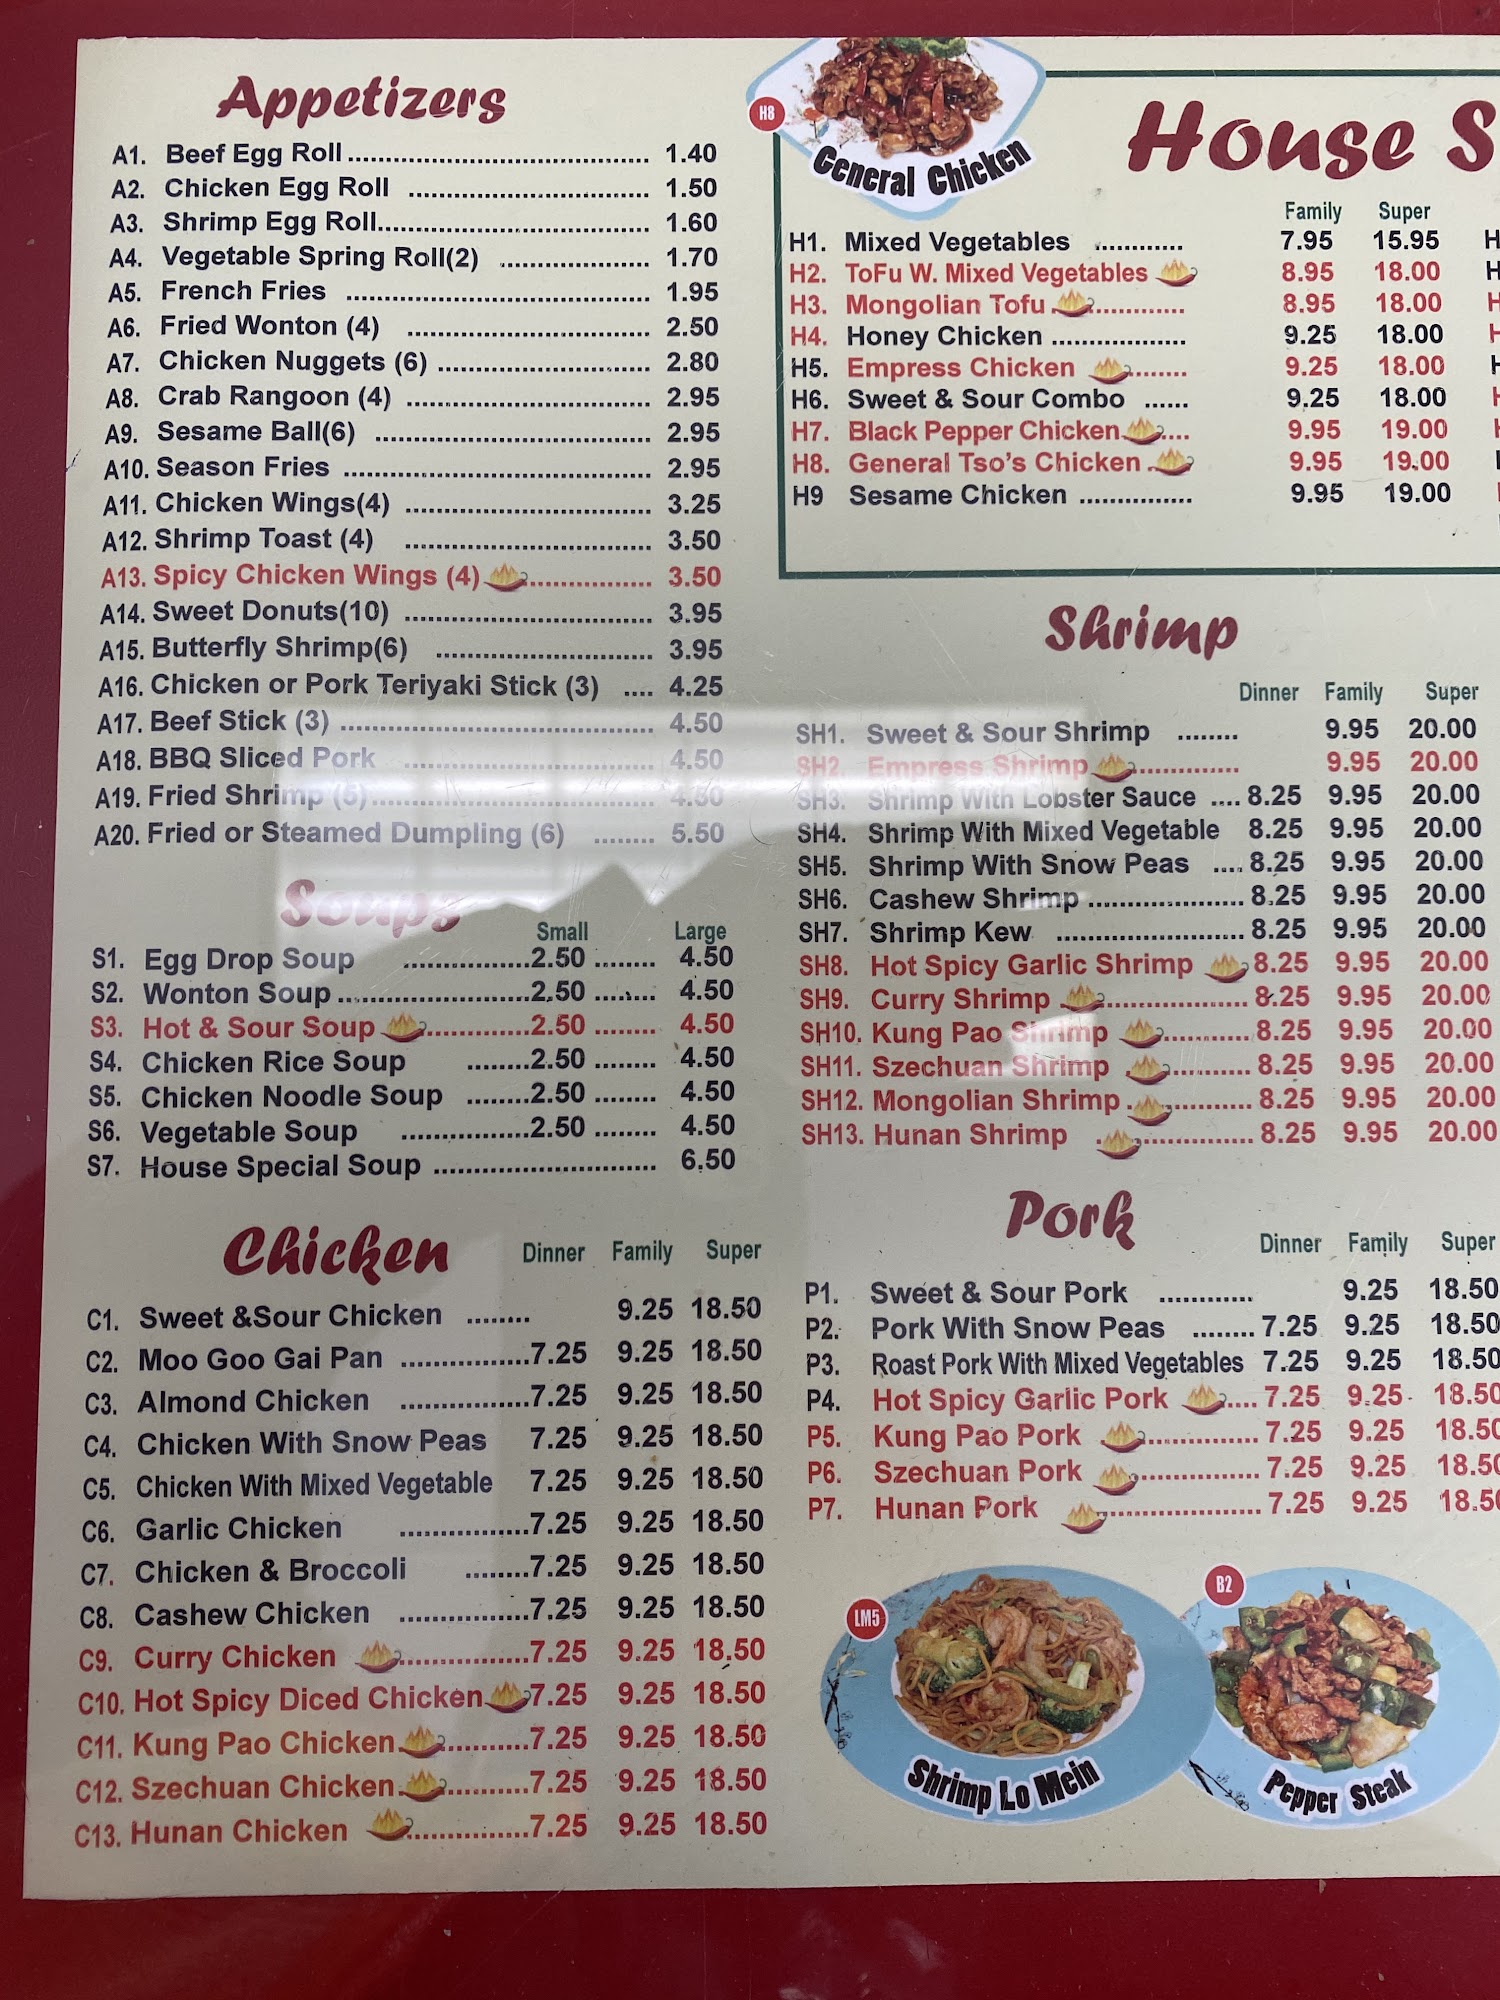 Appetizers
A1. Beef Egg Roll 1.40
A2. Chicken Egg Roll 1.50
A3. Shrimp Egg Roll 1.60
A4. Vegetable Spring Roll(2) 1.70
A5. French Fries 1.95
A6. Fried Wonton (4) 2.50
A7. Chicken Nuggets (6) 2.80
A8. Crab Rangoon (4) 2.95
A9. Sesame Ball(6) 2.95
A10. Season Fries 2.95
A11. Chicken Wings(4) 3.25
A12. Shrimp Toast (4) 3.50
A13. Spicy Chicken Wings (4) 3.50
A14. Sweet Donuts(10) 3.95
A15. Butterfly Shrimp(6) 3.95
A16. Chicken or Pork Teriyaki Stick (3) 4.25
A17. Beef Stick (3) 4.50
A18. BBQ Sliced Pork 4.50
A19. Fried Shrimp (5)
A20. Fried or Steamed Dumpling (6) 5.50
Soups
Small Large
S1. Egg Drop Soup 2.50 4.50
S2. Wonton Soup 2.50 4.50
S3. Hot & Sour Soup 2.50 4.50
S4. Chicken Rice Soup 2.50 4.50
S5. Chicken Noodle Soup 2.50 4.50
S6. Vegetable Soup 2.50 4.50
S7. House Special Soup 6.50
Chicken
Dinner Family Super
C1. Sweet &Sour Chicken 9.25 18.50
C2. Moo Goo Gai Pan 7.25 9.25 18.50
C3. Almond Chicken 7.25 9.25 18.50
C4. Chicken With Snow Peas 7.25 9.25 18.50
C5. Chicken With Mixed Vegetable 7.25 9.25 18.50
C6. Garlic Chicken 7.25 9.25 18.50
C7. Chicken & Broccoli 7.25 9.25 18.50
C8. Cashew Chicken 7.25 9.25 18.50
C9. Curry Chicken 7.25 9.25 18.50
C10. Hot Spicy Diced Chicken 7.25 9.25 18.50
C11. Kung Pao Chicken 7.25 9.25 18.50
C12. Szechuan Chicken 7.25 9.25 18.50
C13. Hunan Chicken 7.25 9.25 18.50
H8
General Chicken
House S
Family Super
H1. Mixed Vegetables 7.95 15.95 H
H2. ToFu W. Mixed Vegetables 8.95 18.00 H
H3. Mongolian Tofu 8.95 18.00 H
H4. Honey Chicken 9.25 18.00 H
H5. Empress Chicken 9.25 18.00 H
H6. Sweet & Sour Combo 9.25 18.00 H
H7. Black Pepper Chicken 9.95 19.00
H8. General Tso's Chicken 9.95 19.00
H9 Sesame Chicken 9.95 19.00
Shrimp
Dinner Family Super
SH1. Sweet & Sour Shrimp 9.95 20.00
SH2. Empress Shrimp 9.95 20.00
SH3. Shrimp With Lobster Sauce 8.25 9.95 20.00
SH4. Shrimp With Mixed Vegetable 8.25 9.95 20.00
SH5. Shrimp With Snow Peas 8.25 9.95 20.00
SH6. Cashew Shrimp 8.25 9.95 20.00
SH7. Shrimp Kew 8.25 9.95 20.00
SH8. Hot Spicy Garlic Shrimp 8.25 9.95 20.00
SH9. Curry Shrimp 8.25 9.95 20.00
SH10. Kung Pao Shrimp 8.25 9.95 20.00
SH11. Szechuan Shrimp 8.25 9.95 20.00
SH12. Mongolian Shrimp 8.25 9.95 20.00
SH13. Hunan Shrimp 8.25 9.95 20.00
Pork
Dinner Family Super
P1. Sweet & Sour Pork 9.25 18.50
P2. Pork With Snow Peas 7.25 9.25 18.50
P3. Roast Pork With Mixed Vegetables 7.25 9.25 18.50
P4. Hot Spicy Garlic Pork 7.25 9.25 18.50
P5. Kung Pao Pork 7.25 9.25 18.50
P6. Szechuan Pork 7.25 9.25 18.50
P7. Hunan Pork 7.25 9.25 18.50
LM5
Shrimp Lo Mein
B2
Pepper Steak